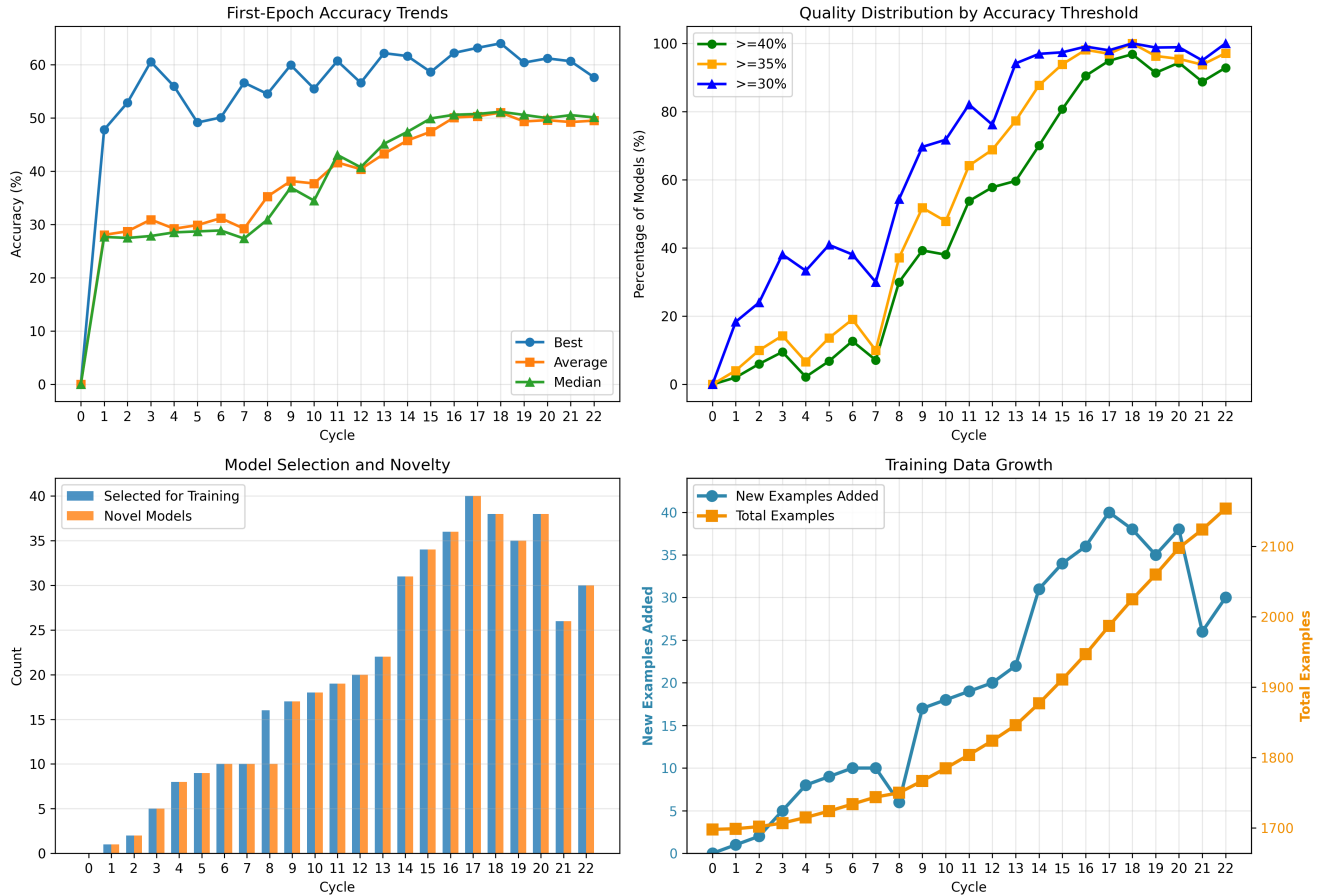 First-Epoch Accuracy Trends
Accuracy (%)
60
50
40
30
20
10
0
Best
Average
Median
0 1 2 3 4 5 6 7 8 9 10 11 12 13 14 15 16 17 18 19 20 21 22
Cycle
Quality Distribution by Accuracy Threshold
Percentage of Models (%)
100
80
60
40
20
0
>=40%
>=35%
>=30%
0 1 2 3 4 5 6 7 8 9 10 11 12 13 14 15 16 17 18 19 20 21 22
Cycle
Model Selection and Novelty
Count
40
35
30
25
20
15
10
5
0
Selected for Training
Novel Models
0 1 2 3 4 5 6 7 8 9 10 11 12 13 14 15 16 17 18 19 20 21 22
Cycle
Training Data Growth
New Examples Added
40
35
30
25
20
15
10
5
0
New Examples Added
Total Examples
2100
2000
1900
1800
1700
Total Examples
0 1 2 3 4 5 6 7 8 9 10 11 12 13 14 15 16 17 18 19 20 21 22
Cycle